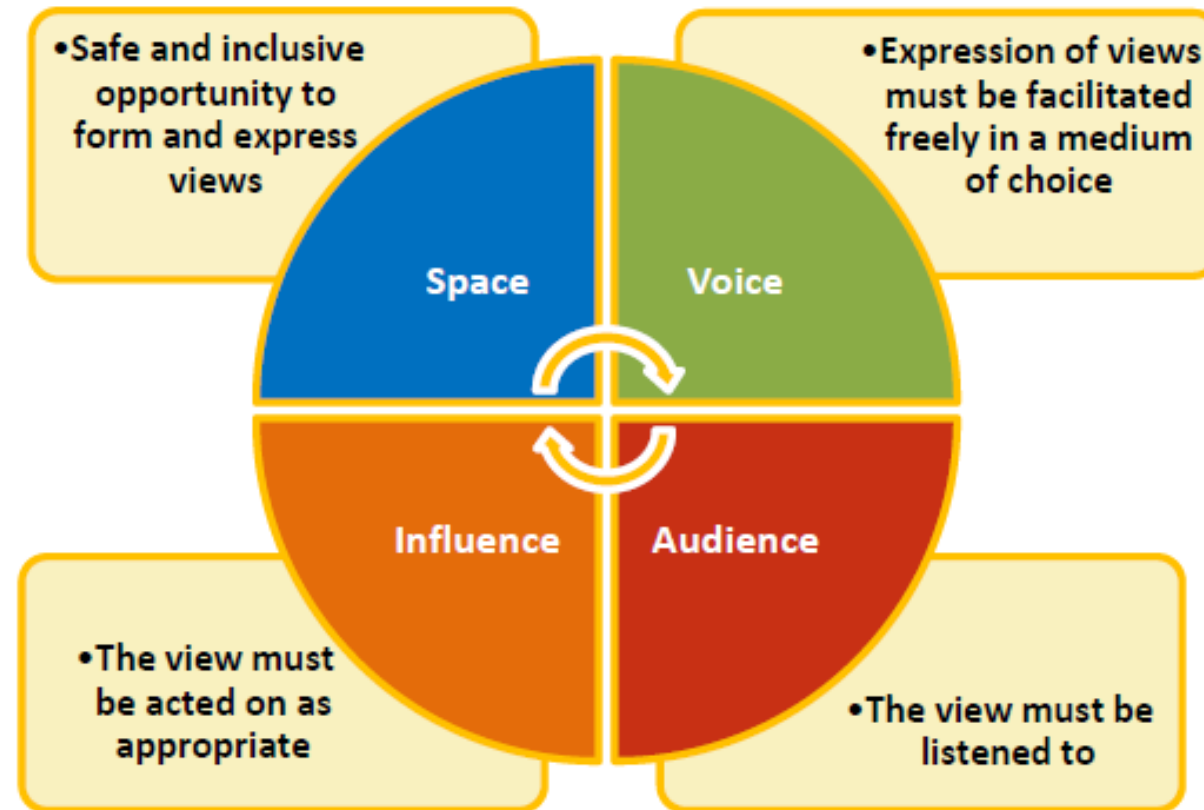 •Safe and inclusive
opportunity to
form and express
views
•Expression of views
must be facilitated
freely in a medium
of choice
Space
Voice
Influence
Audience
•The view must
be acted on as
appropriate
•The view must be
listened to